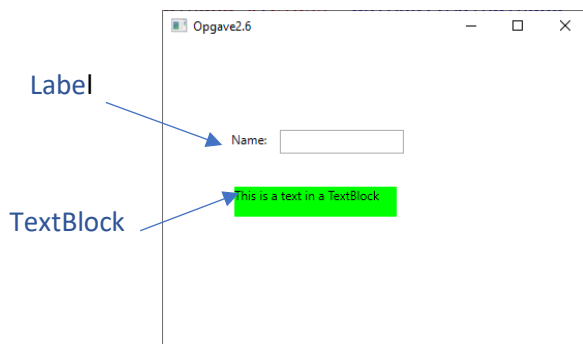 Opgave2.6
Label
Name:
This is a text in a TextBlock
TextBlock